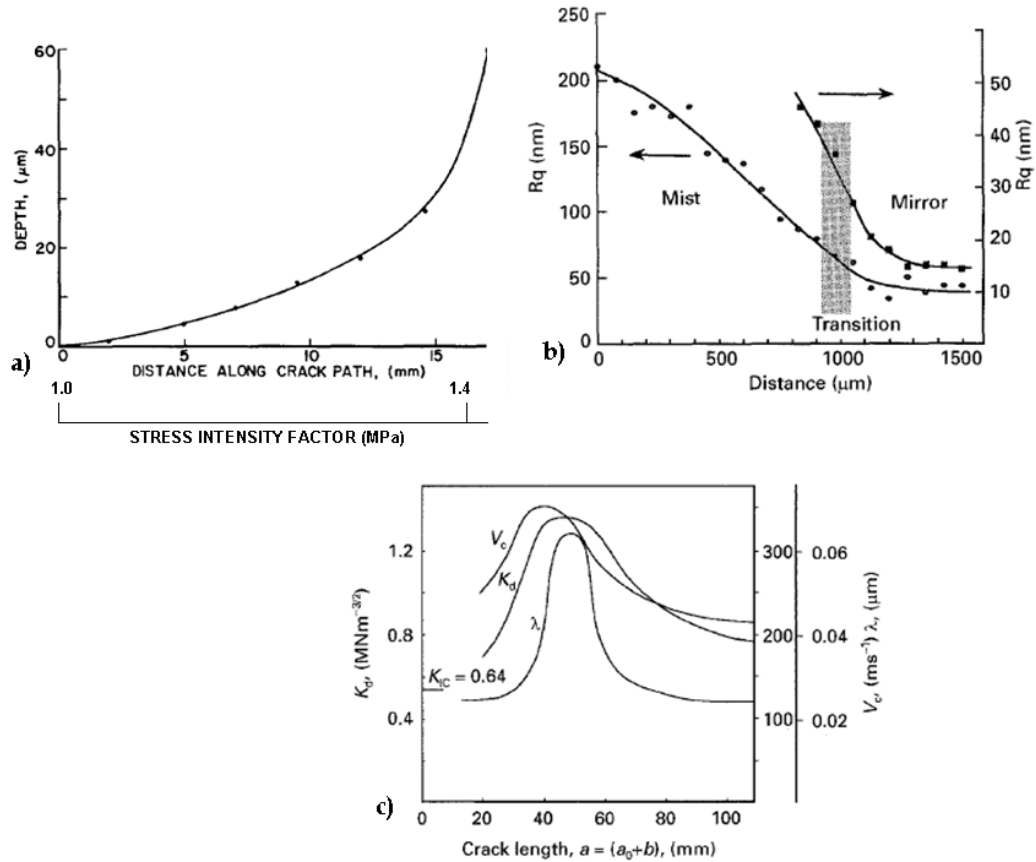 60
40
20
0
DEPTH, (μm)
0 5 10 15
DISTANCE ALONG CRACK PATH, (mm)
a)
1.0 1.4
STRESS INTENSITY FACTOR (MPa)
250
200
150
100
50
0
Rq (nm)
50
40
30
20
10
Rq (nm)
Mist
Mirror
Transition
0 500 1000 1500
Distance (μm)
b)
1.2
0.8
0.4
K_d, (MNm^-3/2)
V_c
K_d
λ
K_IC = 0.64
300
200
100
0.06
0.04
0.02
V_c, (ms^-1) λ, (μm)
0 20 40 60 80 100
Crack length, a = (a_0+b), (mm)
c)